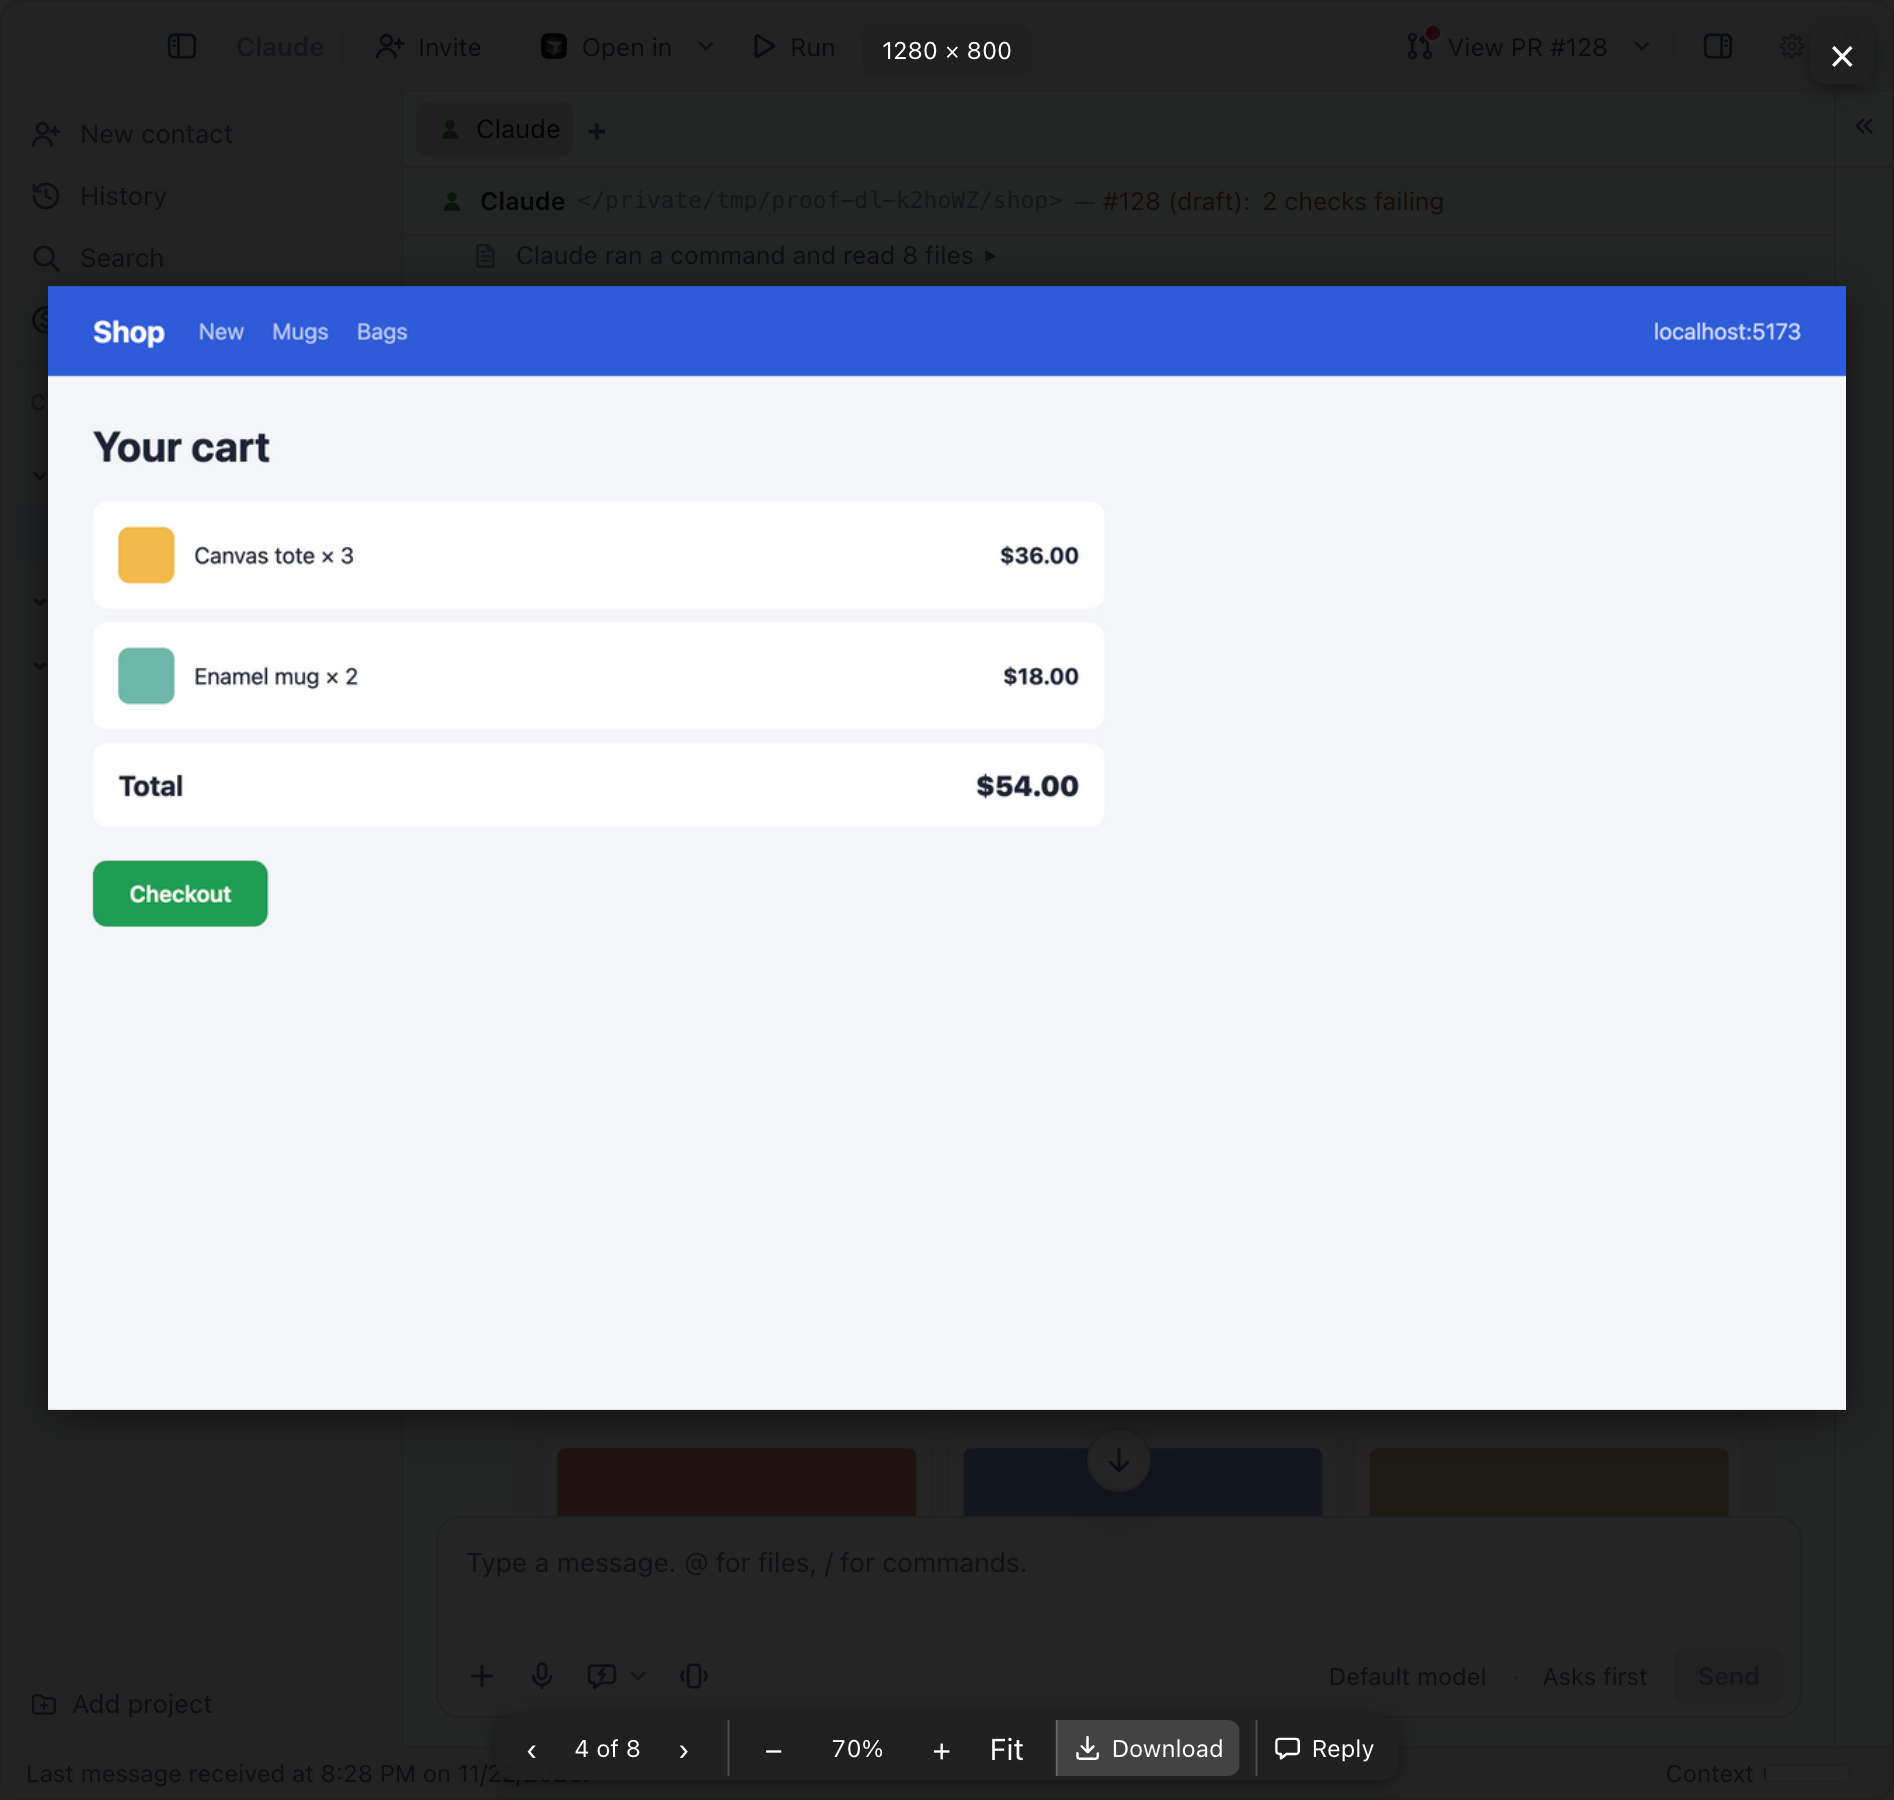 Claude
Invite
Open in
Run
1280 × 800
View PR #128
New contact
History
Search
Claude
Claude </private/tmp/proof-dl-k2hoWZ/shop> — #128 (draft): 2 checks failing
Claude ran a command and read 8 files
Shop New Mugs Bags localhost:5173
Your cart
Canvas tote × 3 $36.00
Enamel mug × 2 $18.00
Total $54.00
Checkout
Type a message. @ for files, / for commands.
Default model · Asks first Send
Add project
4 of 8 70% Fit Download Reply
Last message received at 8:28 PM on
Context